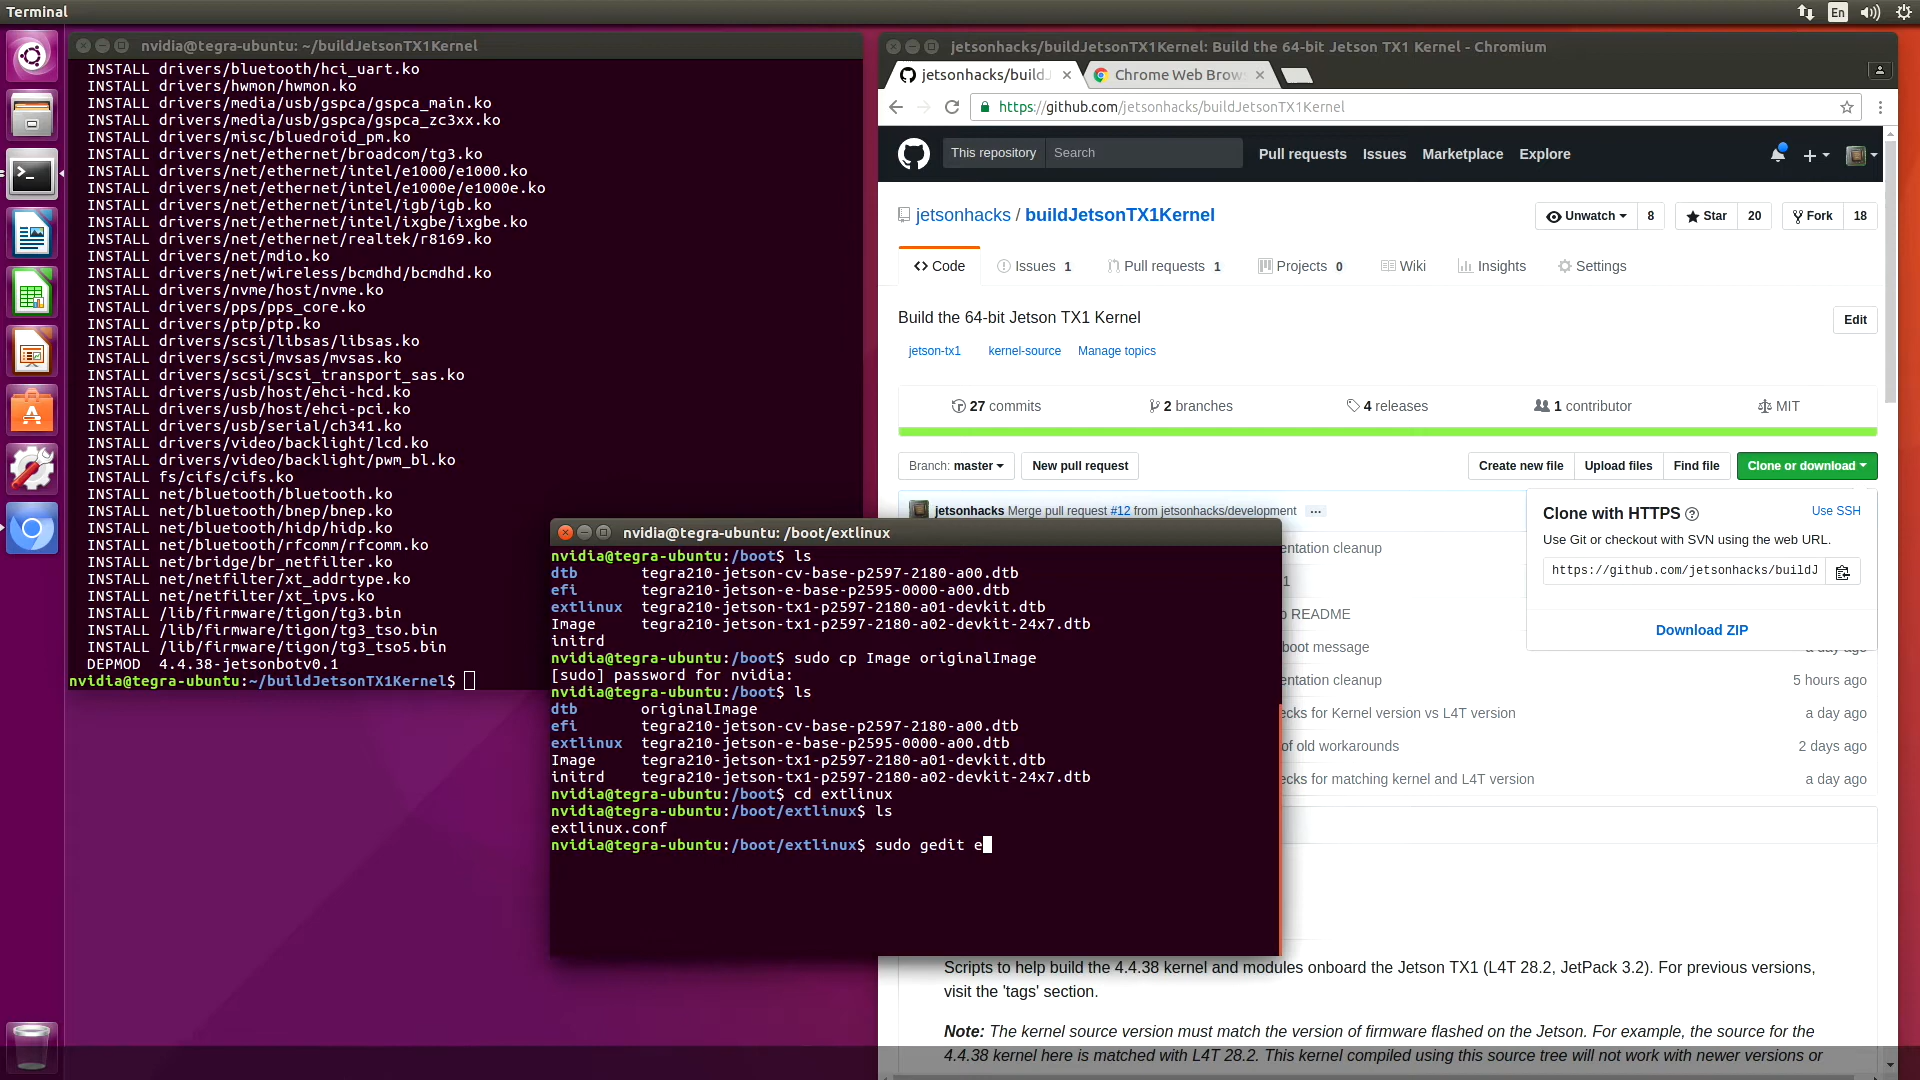 Terminal
En
nvidia@tegra-ubuntu: ~/buildJetsonTX1Kernel
INSTALL drivers/bluetooth/hci_uart.ko
INSTALL drivers/hwmon/hwmon.ko
INSTALL drivers/media/usb/gspca/gspca_main.ko
INSTALL drivers/media/usb/gspca/gspca_zc3xx.ko
INSTALL drivers/misc/bluedroid_pm.ko
INSTALL drivers/net/ethernet/broadcom/tg3.ko
INSTALL drivers/net/ethernet/intel/e1000/e1000.ko
INSTALL drivers/net/ethernet/intel/e1000e/e1000e.ko
INSTALL drivers/net/ethernet/intel/igb/igb.ko
INSTALL drivers/net/ethernet/intel/ixgbe/ixgbe.ko
INSTALL drivers/net/ethernet/realtek/r8169.ko
INSTALL drivers/net/mdio.ko
INSTALL drivers/net/wireless/bcmdhd/bcmdhd.ko
INSTALL drivers/nvme/host/nvme.ko
INSTALL drivers/pps/pps_core.ko
INSTALL drivers/ptp/ptp.ko
INSTALL drivers/scsi/libsas/libsas.ko
INSTALL drivers/scsi/mvsas/mvsas.ko
INSTALL drivers/scsi/scsi_transport_sas.ko
INSTALL drivers/usb/host/ehci-hcd.ko
INSTALL drivers/usb/host/ehci-pci.ko
INSTALL drivers/usb/serial/ch341.ko
INSTALL drivers/video/backlight/lcd.ko
INSTALL drivers/video/backlight/pwm_bl.ko
INSTALL fs/cifs/cifs.ko
INSTALL net/bluetooth/bluetooth.ko
INSTALL net/bluetooth/bnep/bnep.ko
INSTALL net/bluetooth/hidp/hidp.ko
INSTALL net/bluetooth/rfcomm/rfcomm.ko
INSTALL net/bridge/br_netfilter.ko
INSTALL net/netfilter/xt_addrtype.ko
INSTALL net/netfilter/xt_ipvs.ko
INSTALL /lib/firmware/tigon/tg3.bin
INSTALL /lib/firmware/tigon/tg3_tso.bin
INSTALL /lib/firmware/tigon/tg3_tso5.bin
DEPMOD 4.4.38-jetsonbotv0.1
nvidia@tegra-ubuntu:~/buildJetsonTX1Kernel$
nvidia@tegra-ubuntu: /boot/extlinux
nvidia@tegra-ubuntu:/boot$ ls
dtb tegra210-jetson-cv-base-p2597-2180-a00.dtb
efi tegra210-jetson-e-base-p2595-0000-a00.dtb
extlinux tegra210-jetson-tx1-p2597-2180-a01-devkit.dtb
Image tegra210-jetson-tx1-p2597-2180-a02-devkit-24x7.dtb
initrd
nvidia@tegra-ubuntu:/boot$ sudo cp Image originalImage
[sudo] password for nvidia:
nvidia@tegra-ubuntu:/boot$ ls
dtb originalImage
efi tegra210-jetson-cv-base-p2597-2180-a00.dtb
extlinux tegra210-jetson-e-base-p2595-0000-a00.dtb
Image tegra210-jetson-tx1-p2597-2180-a01-devkit.dtb
initrd tegra210-jetson-tx1-p2597-2180-a02-devkit-24x7.dtb
nvidia@tegra-ubuntu:/boot$ cd extlinux
nvidia@tegra-ubuntu:/boot/extlinux$ ls
extlinux.conf
nvidia@tegra-ubuntu:/boot/extlinux$ sudo gedit e
jetsonhacks/buildJetsonTX1Kernel: Build the 64-bit Jetson TX1 Kernel - Chromium
jetsonhacks/buildJ
Chrome Web Brow
https://github.com/jetsonhacks/buildJetsonTX1Kernel
This repository Search Pull requests Issues Marketplace Explore
jetsonhacks / buildJetsonTX1Kernel
Unwatch 8 Star 20 Fork 18
Code Issues 1 Pull requests 1 Projects 0 Wiki Insights Settings
Build the 64-bit Jetson TX1 Kernel
Edit
jetson-tx1 kernel-source Manage topics
27 commits 2 branches 4 releases 1 contributor MIT
Branch: master New pull request Create new file Upload files Find file Clone or download
jetsonhacks Merge pull request #12 from jetsonhacks/development ...
Clone with HTTPS
Use SSH
Use Git or checkout with SVN using the web URL.
https://github.com/jetsonhacks/buildJ
Download ZIP
entation cleanup
1
README
boot message a day ago
entation cleanup 5 hours ago
ecks for Kernel version vs L4T version a day ago
of old workarounds 2 days ago
ecks for matching kernel and L4T version a day ago
Scripts to help build the 4.4.38 kernel and modules onboard the Jetson TX1 (L4T 28.2, JetPack 3.2). For previous versions,
visit the 'tags' section.
Note: The kernel source version must match the version of firmware flashed on the Jetson. For example, the source for the
4.4.38 kernel here is matched with L4T 28.2. This kernel compiled using this source tree will not work with newer versions or